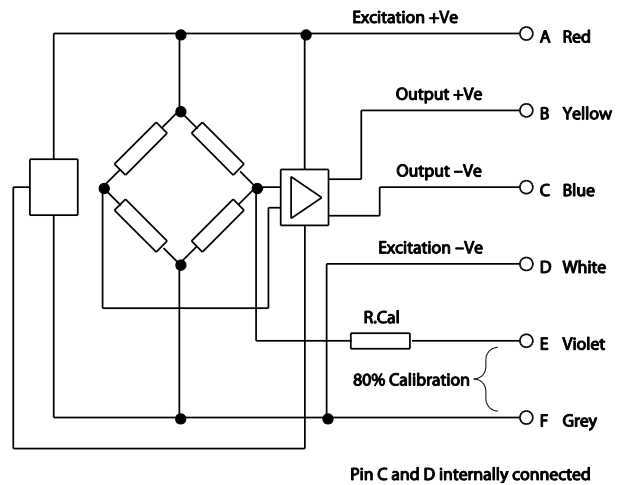 Excitation +Ve
A Red
Output +Ve
B Yellow
Output –Ve
C Blue
Excitation –Ve
D White
R.Cal
E Violet
80% Calibration
F Grey
Pin C and D internally connected